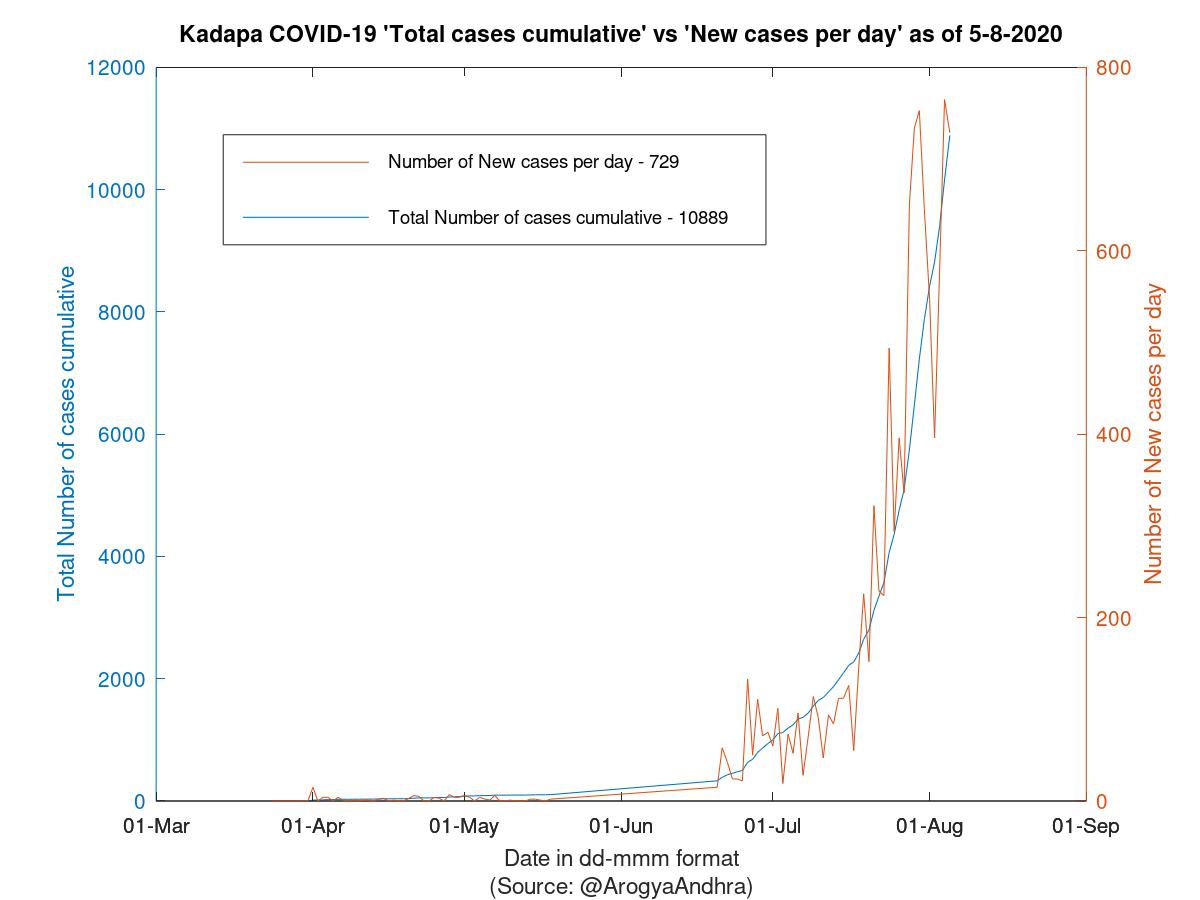 Kadapa COVID-19 'Total cases cumulative' vs 'New cases per day' as of 5-8-2020
12000
10000
8000
6000
4000
2000
0
Total Number of cases cumulative
Number of New cases per day - 729
Total Number of cases cumulative - 10889
800
600
400
200
0
Number of New cases per day
01-Mar 01-Apr 01-May 01-Jun 01-Jul 01-Aug 01-Sep
Date in dd-mmm format
(Source: @ArogyaAndhra)